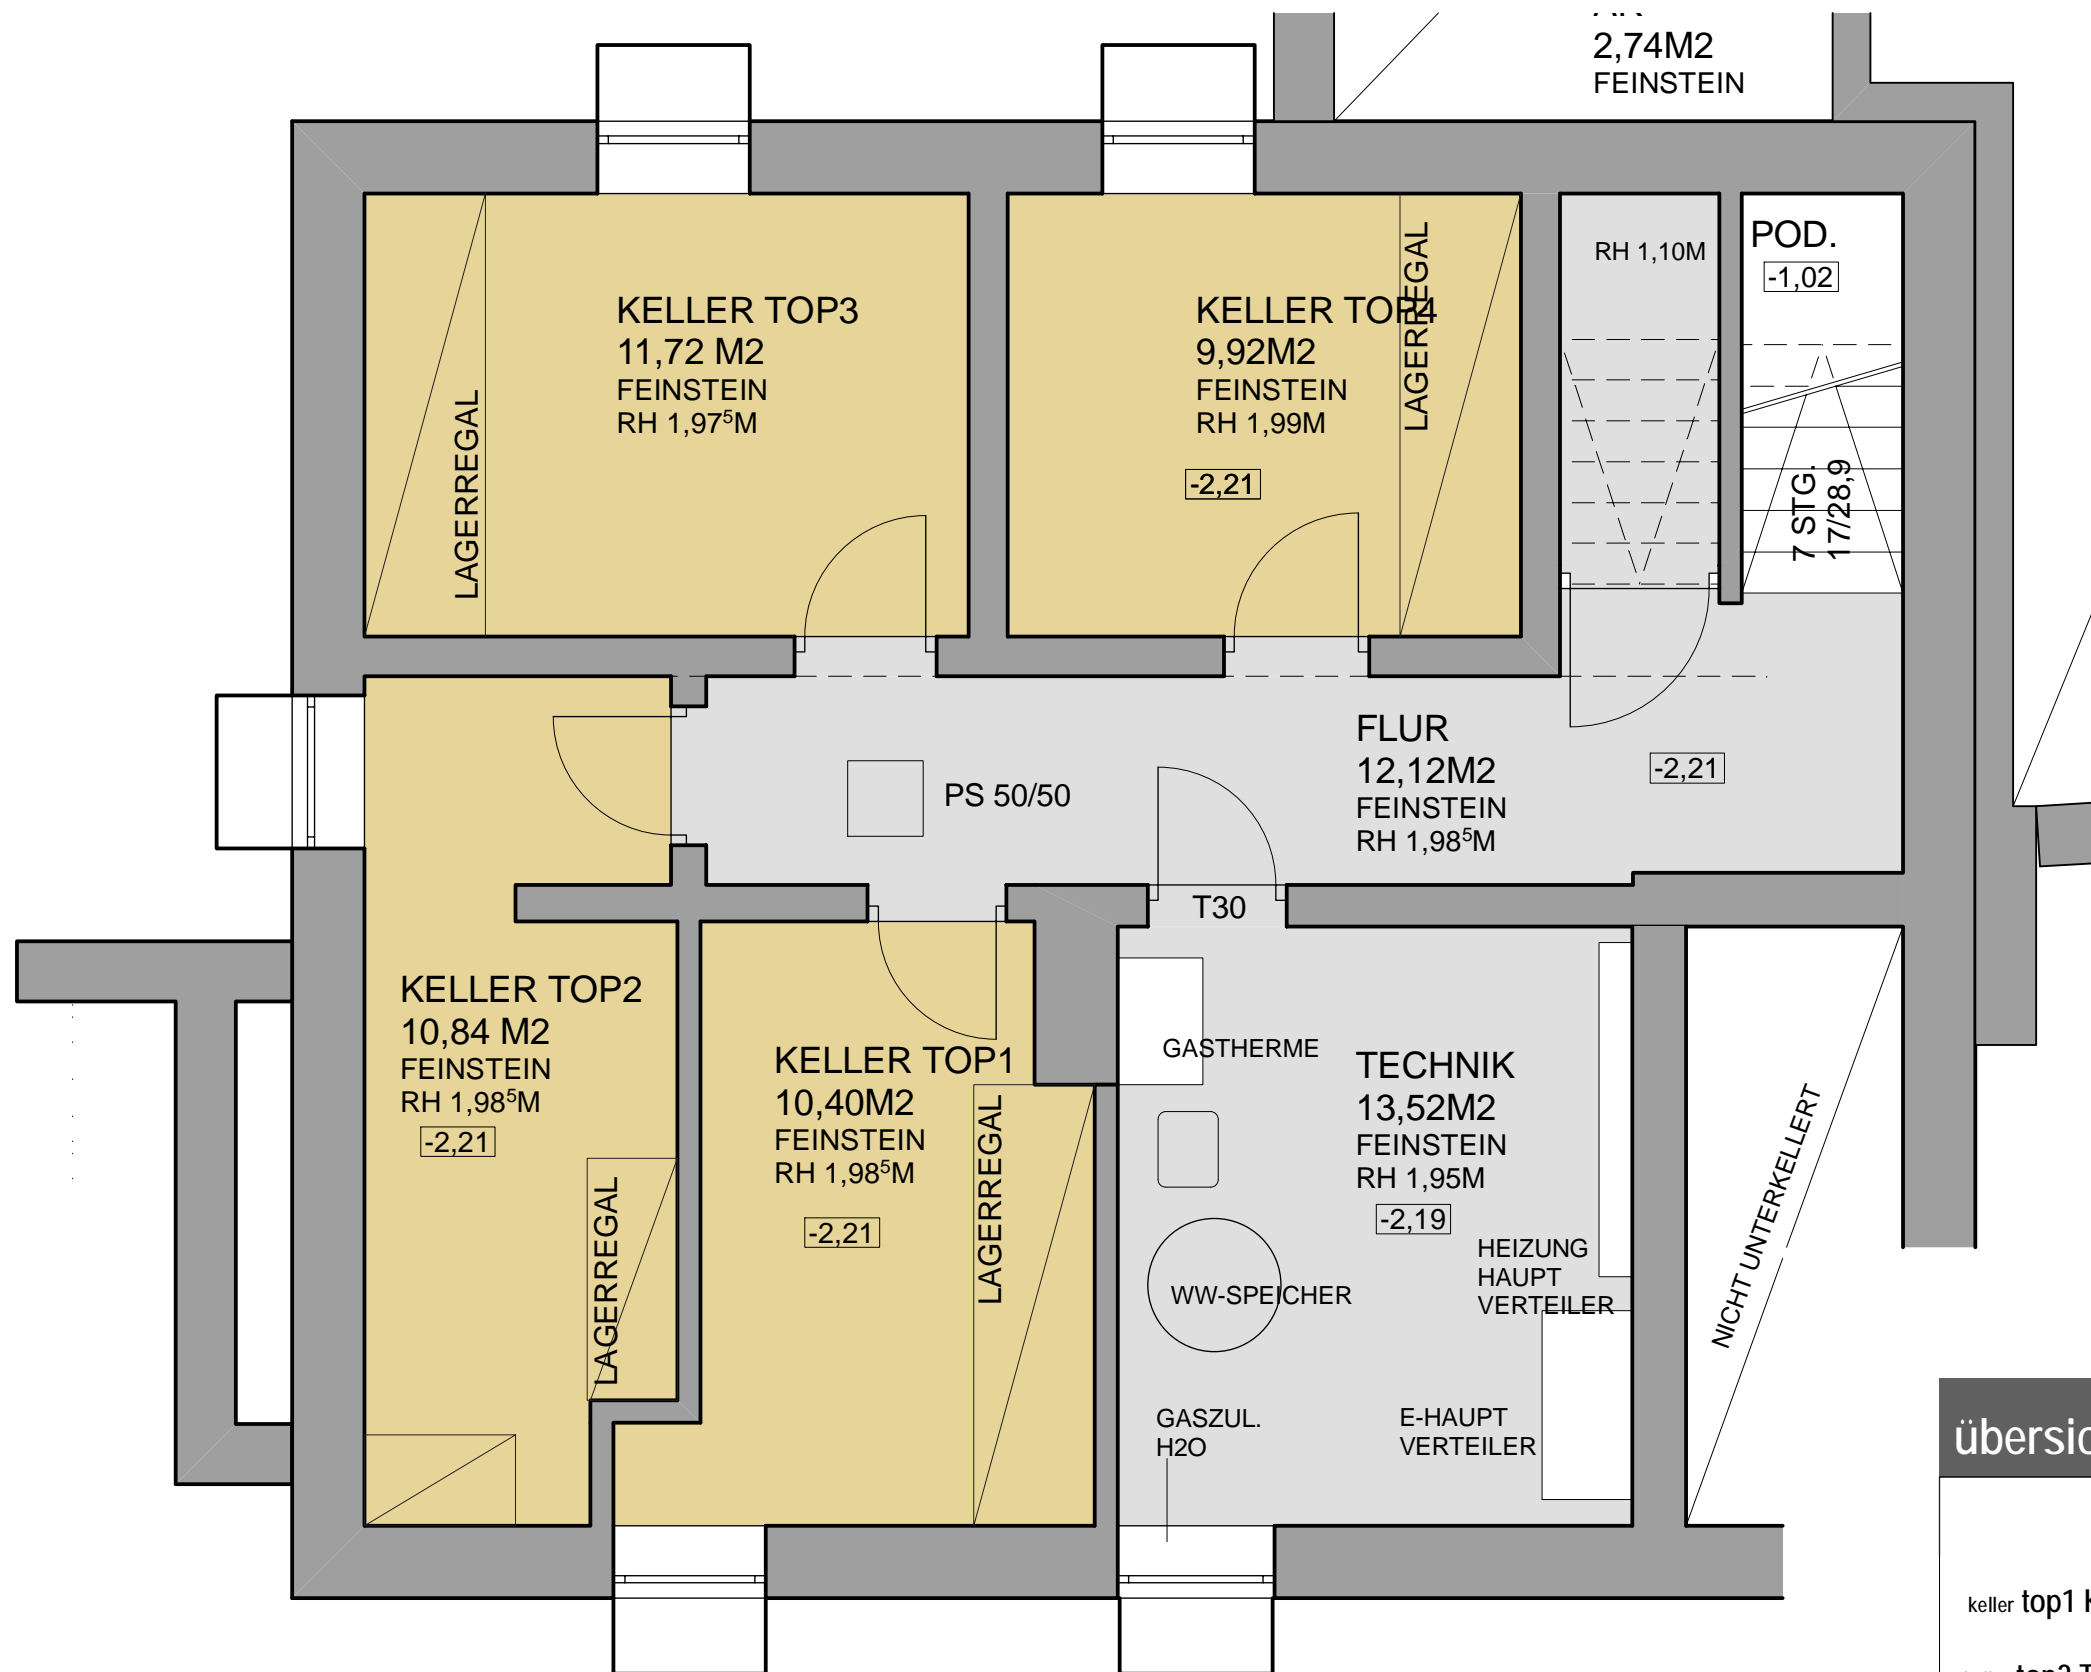 2,74M2
FEINSTEIN
KELLER TOP3
11,72 M2
FEINSTEIN
RH 1,97⁵M
LAGERREGAL
KELLER TOP4
9,92M2
FEINSTEIN
RH 1,99M
-2,21
LAGERREGAL
RH 1,10M
POD.
-1,02
7 STG.
17/28,9
PS 50/50
FLUR
12,12M2
FEINSTEIN
RH 1,98⁵M
-2,21
T30
KELLER TOP2
10,84 M2
FEINSTEIN
RH 1,98⁵M
-2,21
LAGERREGAL
KELLER TOP1
10,40M2
FEINSTEIN
RH 1,98⁵M
-2,21
LAGERREGAL
GASTHERME
TECHNIK
13,52M2
FEINSTEIN
RH 1,95M
-2,19
HEIZUNG
HAUPT
VERTEILER
WW-SPEICHER
GASZUL.
H2O
E-HAUPT
VERTEILER
NICHT UNTERKELLERT
übersic
keller top1